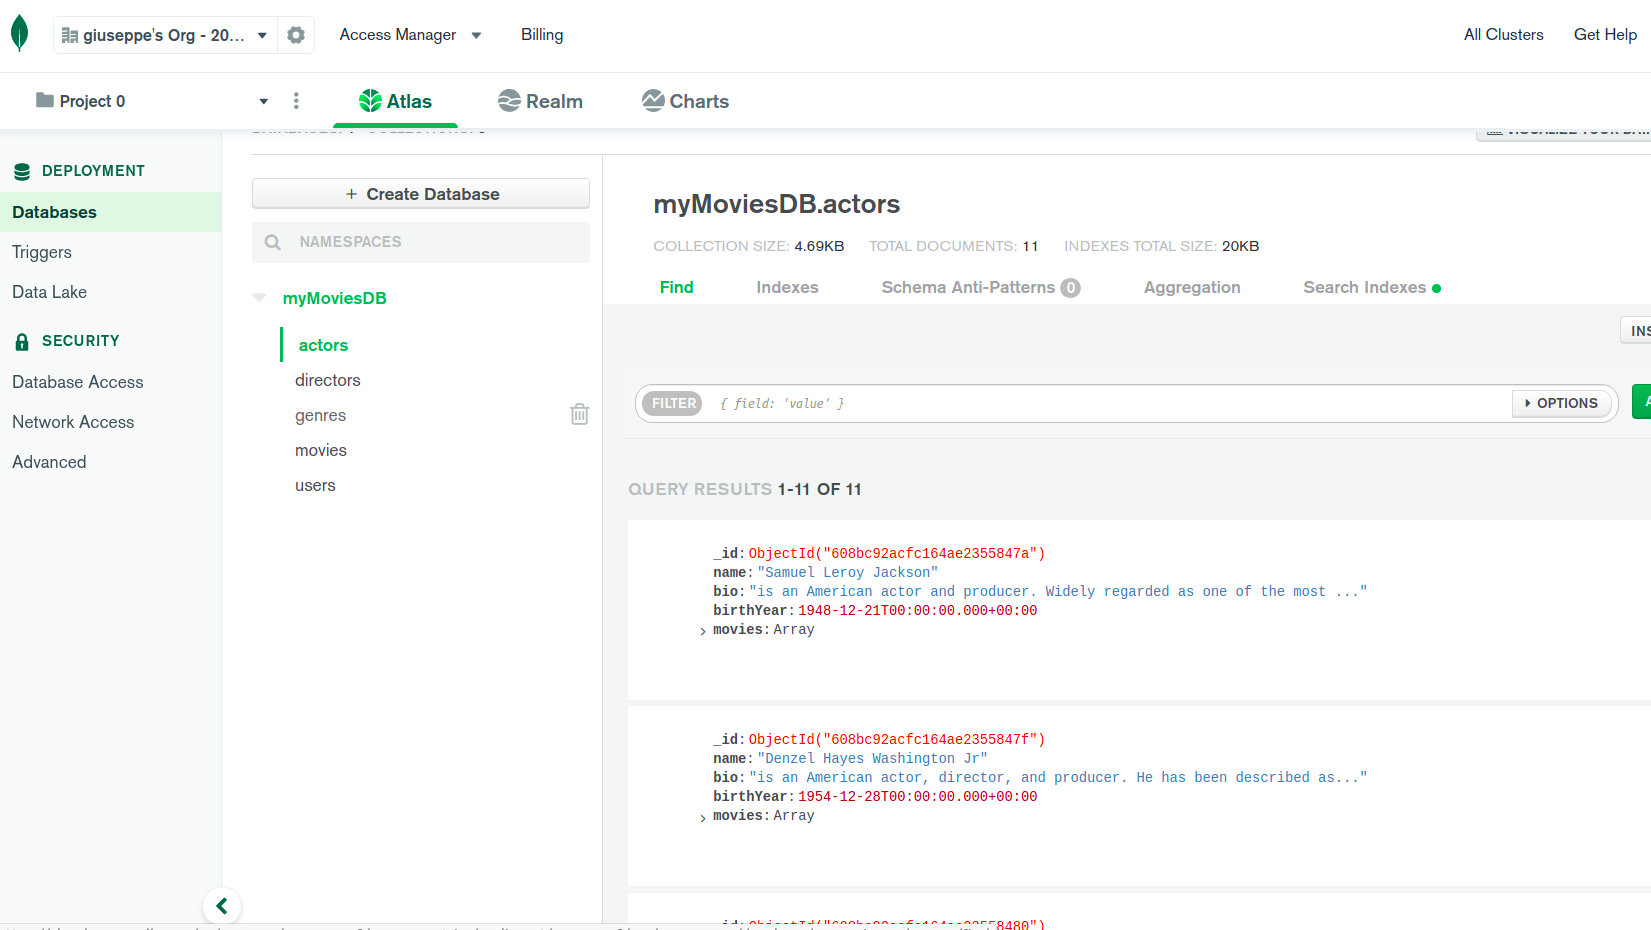 giuseppe's Org - 20...
Access Manager
Billing
All Clusters
Get Help
Project 0
Atlas
Realm
Charts
DEPLOYMENT
Databases
Triggers
Data Lake
SECURITY
Database Access
Network Access
Advanced
+ Create Database
NAMESPACES
myMoviesDB
actors
directors
genres
movies
users
VISUALIZE YOUR
myMoviesDB.actors
COLLECTION SIZE: 4.69KB TOTAL DOCUMENTS: 11 INDEXES TOTAL SIZE: 20KB
Find Indexes Schema Anti-Patterns 0 Aggregation Search Indexes
INS
FILTER { field: 'value' } OPTIONS
A
QUERY RESULTS 1-11 OF 11
_id: ObjectId("608bc92acfc164ae2355847a")
name: "Samuel Leroy Jackson"
bio: "is an American actor and producer. Widely regarded as one of the most ..."
birthYear: 1948-12-21T00:00:00.000+00:00
movies: Array
_id: ObjectId("608bc92acfc164ae2355847f")
name: "Denzel Hayes Washington Jr"
bio: "is an American actor, director, and producer. He has been described as..."
birthYear: 1954-12-28T00:00:00.000+00:00
movies: Array
_id: ObjectId("608bc92acfc164ae23558480")